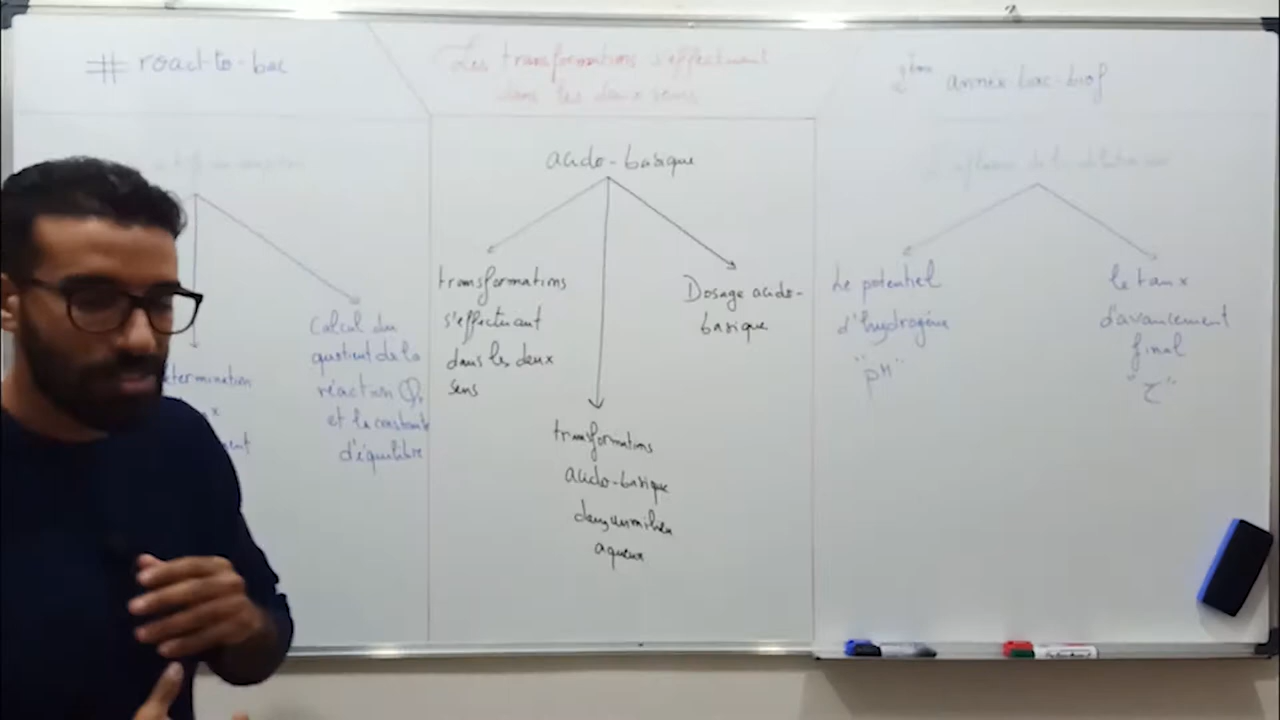 # road-to-bac
Les transformations s'effectuent
dans les deux sens
2ème année-bac-biof
étermination
Calcul du
quotient de la
réaction Qr
et la constante
d'équilibre
acido-basique
transformations
s'effectuant
dans les deux
sens
transformations
acido-basique
dans un milieu
aqueux
Dosage acido-
basique
Le potentiel
d'hydrogène
"pH"
le taux
d'avancement
final
"τ"